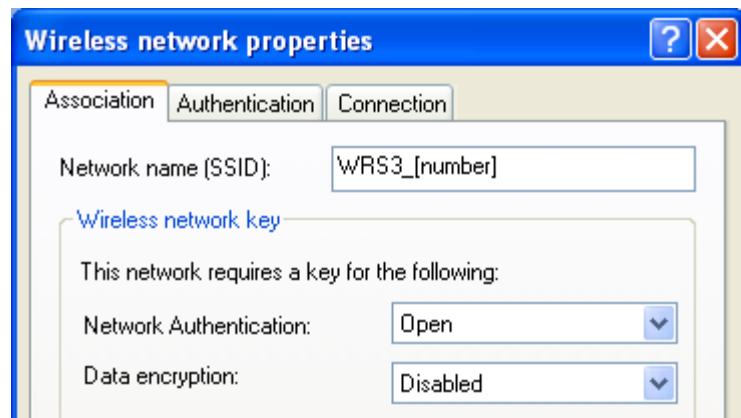 Wireless network properties
Association Authentication Connection
Network name (SSID): WRS3_[number]
Wireless network key
This network requires a key for the following:
Network Authentication: Open
Data encryption: Disabled